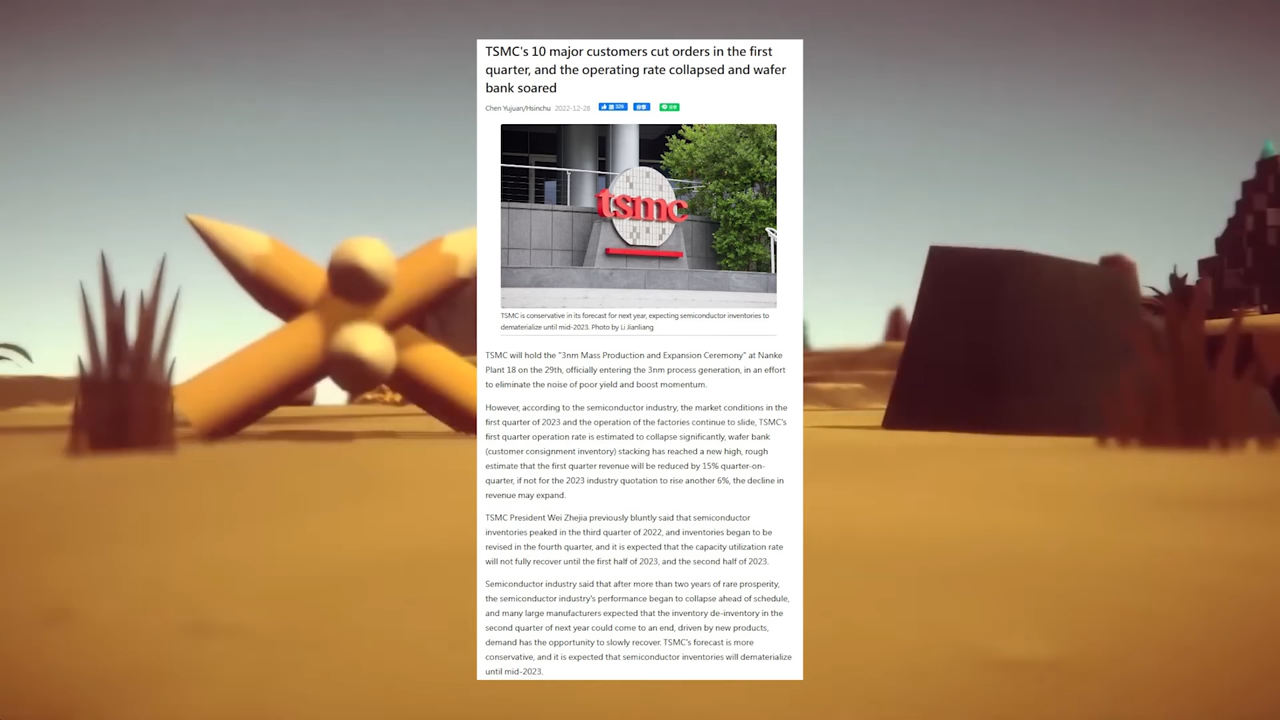 TSMC's 10 major customers cut orders in the first
quarter, and the operating rate collapsed and wafer
bank soared
Chen Yujuan/Hsinchu 2022-12-28
tsmc
TSMC is conservative in its forecast for next year, expecting semiconductor inventories to
dematerialize until mid-2023. Photo by Li Jianliang
TSMC will hold the "3nm Mass Production and Expansion Ceremony" at Nanke
Plant 18 on the 29th, officially entering the 3nm process generation, in an effort
to eliminate the noise of poor yield and boost momentum.
However, according to the semiconductor industry, the market conditions in the
first quarter of 2023 and the operation of the factories continue to slide, TSMC's
first quarter operation rate is estimated to collapse significantly, wafer bank
(customer consignment inventory) stacking has reached a new high, rough
estimate that the first quarter revenue will be reduced by 15% quarter-on-
quarter, if not for the 2023 industry quotation to rise another 6%, the decline in
revenue may expand.
TSMC President Wei Zhejia previously bluntly said that semiconductor
inventories peaked in the third quarter of 2022, and inventories began to be
revised in the fourth quarter, and it is expected that the capacity utilization rate
will not fully recover until the first half of 2023, and the second half of 2023.
Semiconductor industry said that after more than two years of rare prosperity,
the semiconductor industry's performance began to collapse ahead of schedule,
and many large manufacturers expected that the inventory de-inventory in the
second quarter of next year could come to an end, driven by new products,
demand has the opportunity to slowly recover. TSMC's forecast is more
conservative, and it is expected that semiconductor inventories will dematerialize
until mid-2023.